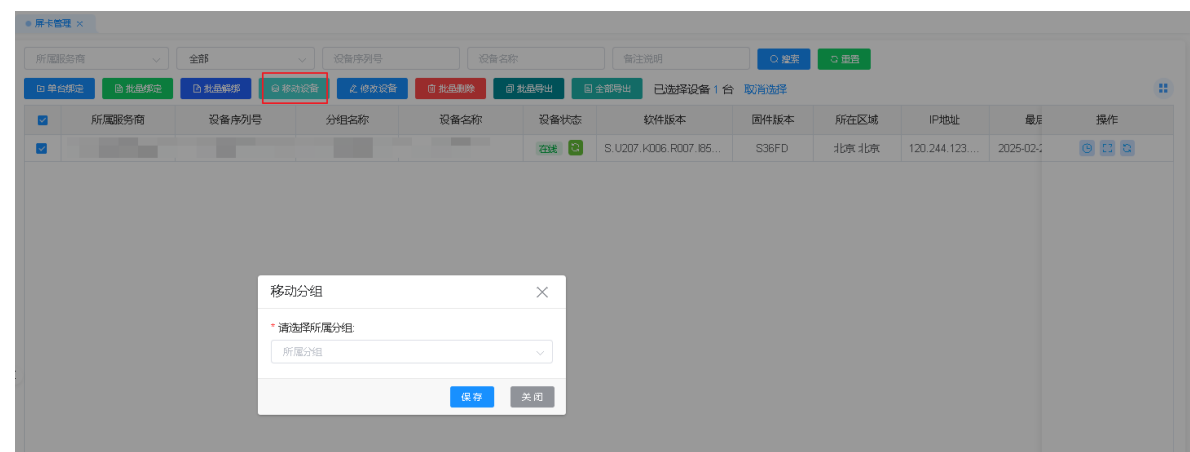 屏卡管理 ×
所属服务商 全部 设备序列号 设备名称 备注说明 搜索 重置
单台绑定 批量绑定 批量解绑 移动设备 修改设备 批量删除 批量导出 全部导出 已选择设备 1 台 取消选择
所属服务商 设备序列号 分组名称 设备名称 设备状态 软件版本 固件版本 所在区域 IP地址 最后 操作
在线 S.U207.K006.R007.I85... S36FD 北京 北京 120.244.123.... 2025-02-2
移动分组
* 请选择所属分组:
所属分组
保存 关闭